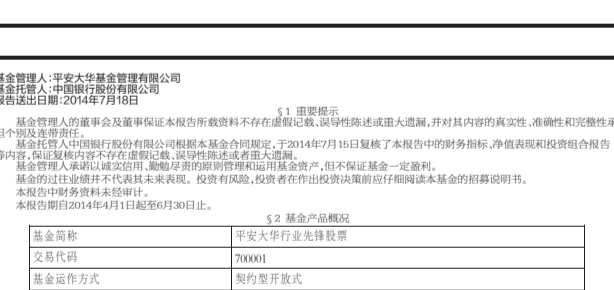 基金管理人:平安大华基金管理有限公司
基金托管人:中国银行股份有限公司
报告送出日期:2014年7月18日
§1 重要提示
基金管理人的董事会及董事保证本报告所载资料不存在虚假记载、误导性陈述或重大遗漏,并对其内容的真实性、准确性和完整性承
担个别及连带责任。
基金托管人中国银行股份有限公司根据本基金合同规定,于2014年7月15日复核了本报告中的财务指标、净值表现和投资组合报告
等内容,保证复核内容不存在虚假记载、误导性陈述或者重大遗漏。
基金管理人承诺以诚实信用、勤勉尽责的原则管理和运用基金资产,但不保证基金一定盈利。
基金的过往业绩并不代表其未来表现。投资有风险,投资者在作出投资决策前应仔细阅读本基金的招募说明书。
本报告中财务资料未经审计。
本报告期自2014年4月1日起至6月30日止。
§2 基金产品概况
基金简称 平安大华行业先锋股票
交易代码 700001
基金运作方式 契约型开放式